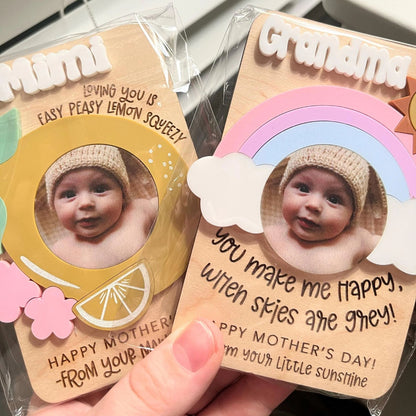 Mimi
LOVING YOU IS
EASY PEASY LEMON SQUEEZY
HAPPY MOTHER'
-FROM YOUR
Grandma
YOU MAKE ME HAPPY,
WHEN SKIES ARE GREY!
HAPPY MOTHER'S DAY!
FROM YOUR LITTLE SUNSHINE